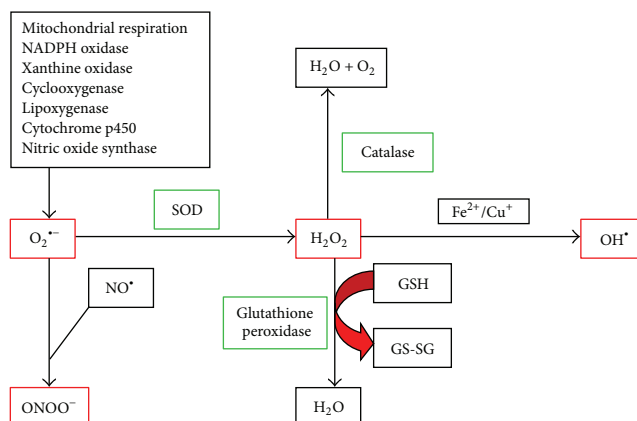 Mitochondrial respiration
NADPH oxidase
Xanthine oxidase
Cyclooxygenase
Lipoxygenase
Cytochrome p450
Nitric oxide synthase
H₂O + O₂
Catalase
SOD
Fe²⁺/Cu⁺
O₂•⁻
H₂O₂
OH•
NO•
Glutathione
peroxidase
GSH
GS-SG
ONOO⁻
H₂O